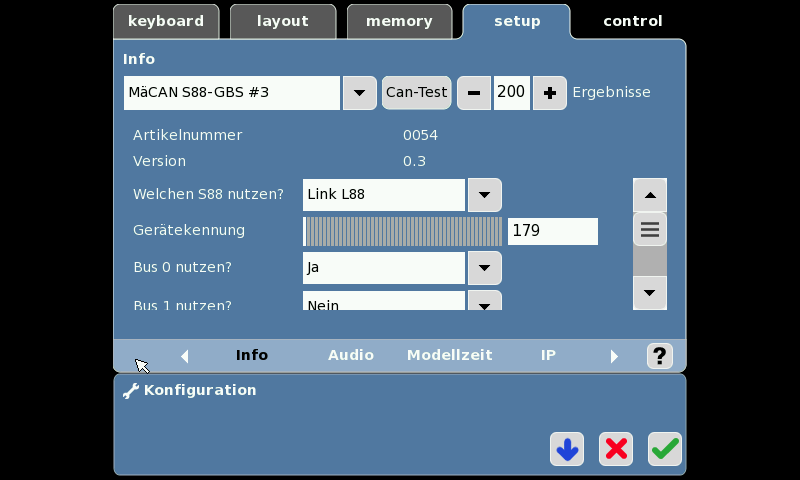 keyboard layout memory setup control
Info
MäCAN S88-GBS #3 Can-Test 200 Ergebnisse
Artikelnummer 0054
Version 0.3
Welchen S88 nutzen? Link L88
Gerätekennung 179
Bus 0 nutzen? Ja
Bus 1 nutzen? Nein
Info Audio Modellzeit IP ?
Konfiguration